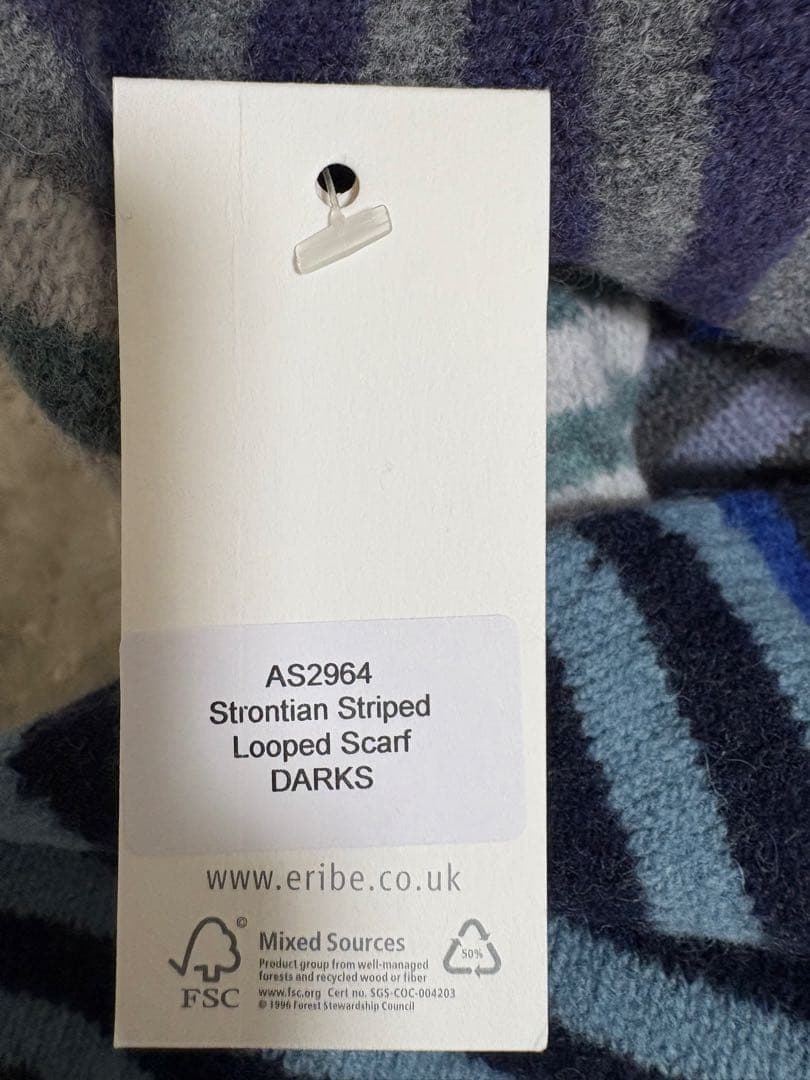 AS2964
Strontian Striped
Looped Scarf
DARKS
www.eribe.co.uk
©
Mixed Sources
Product group from well-managed
forests and recycled wood or fiber
www.fsc.org Cert no. SGS-COC-004203
© 1996 Forest Stewardship Council
FSC
50%